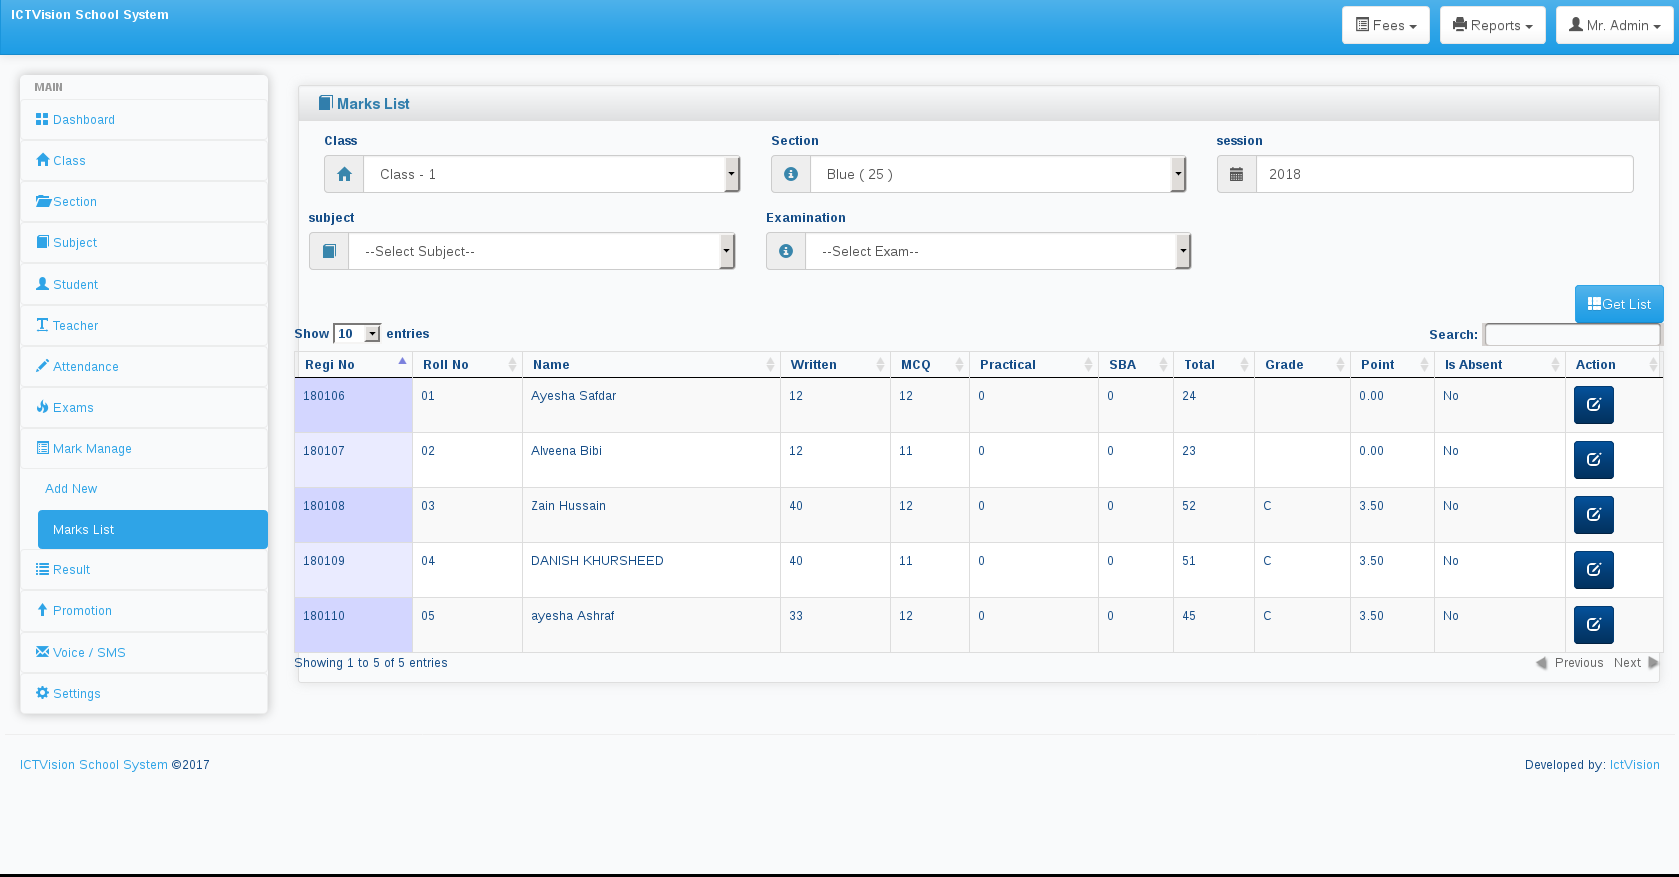 ICTVision School System
Fees
Reports
Mr. Admin
MAIN
Dashboard
Class
Section
Subject
Student
Teacher
Attendance
Exams
Mark Manage
Add New
Marks List
Result
Promotion
Voice / SMS
Settings
Marks List
Class Section session
Class - 1 Blue ( 25 ) 2018
subject Examination
--Select Subject-- --Select Exam--
Get List
Show 10 entries Search:
Regi No Roll No Name Written MCQ Practical SBA Total Grade Point Is Absent Action
180106 01 Ayesha Safdar 12 12 0 0 24 0.00 No
180107 02 Alveena Bibi 12 11 0 0 23 0.00 No
180108 03 Zain Hussain 40 12 0 0 52 C 3.50 No
180109 04 DANISH KHURSHEED 40 11 0 0 51 C 3.50 No
180110 05 ayesha Ashraf 33 12 0 0 45 C 3.50 No
Showing 1 to 5 of 5 entries Previous Next
ICTVision School System ©2017 Developed by: IctVision